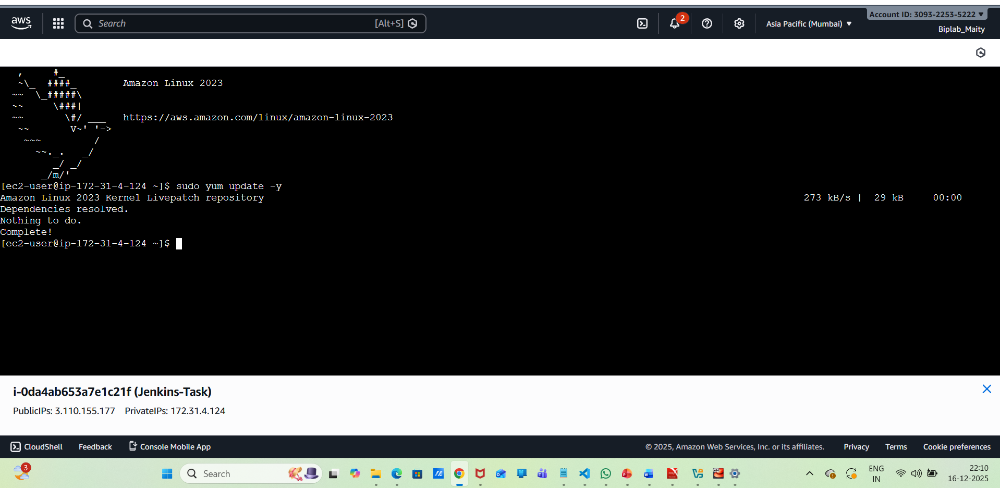 aws
Search [Alt+S]
2
Asia Pacific (Mumbai) ▼
Account ID: 3093-2253-5222 ▼
Biplab_Maity
   ,     #_
   ~\_  ####_        Amazon Linux 2023
  ~~  \_#####\
  ~~     \###|
  ~~       \#/ ___   https://aws.amazon.com/linux/amazon-linux-2023
   ~~       V~' '->
    ~~~         /
      ~~._.   _/
         _/ _/
       _/m/'
[ec2-user@ip-172-31-4-124 ~]$ sudo yum update -y
Amazon Linux 2023 Kernel Livepatch repository 273 kB/s | 29 kB 00:00
Dependencies resolved.
Nothing to do.
Complete!
[ec2-user@ip-172-31-4-124 ~]$
i-0da4ab653a7e1c21f (Jenkins-Task)
PublicIPs: 3.110.155.177 PrivateIPs: 172.31.4.124
CloudShell Feedback Console Mobile App © 2025, Amazon Web Services, Inc. or its affiliates. Privacy Terms Cookie preferences
3
Search
ENG
IN
22:10
16-12-2025